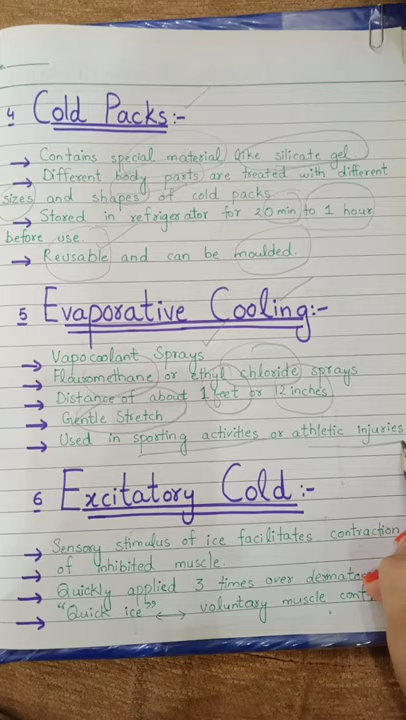 4 Cold Packs:-
→ Contains special material like silicate gel
→ Different body parts are treated with different
sizes and shapes of cold packs.
→ Stored in refrigerator for 20 min to 1 hour
before use.
→ Reusable and can be moulded.
5 Evaporative Cooling:-
→ Vapocoolant Sprays
→ Flauromethane or ethyl chloride sprays
→ Distance of about 1 feet or 12 inches
→ Gentle Stretch
→ Used in sporting activities or athletic injuries
6 Excitatory Cold:-
→ Sensory stimulus of ice facilitates contraction
→ of inhibited muscle.
→ Quickly applied 3 times over
→ "Quick ice" ↔ voluntary muscle